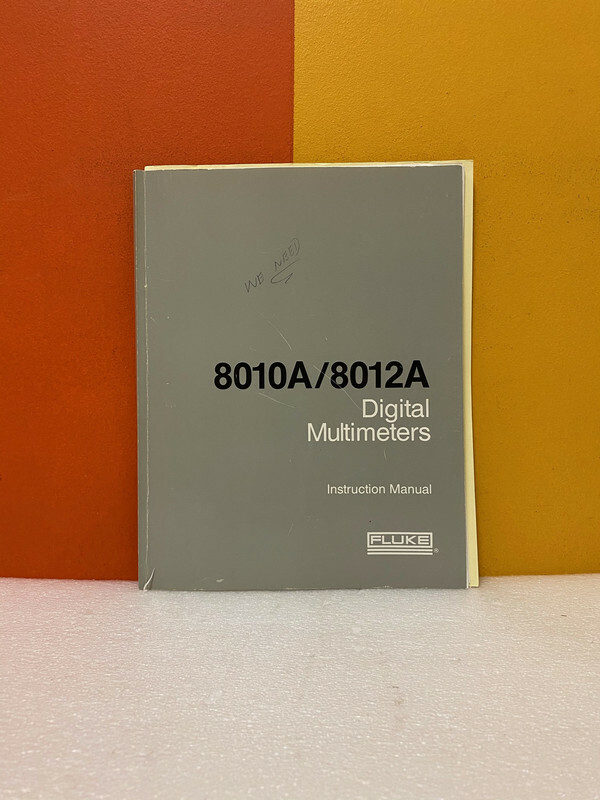 WE NEED
8010A/8012A
Digital
Multimeters
Instruction Manual
FLUKE®